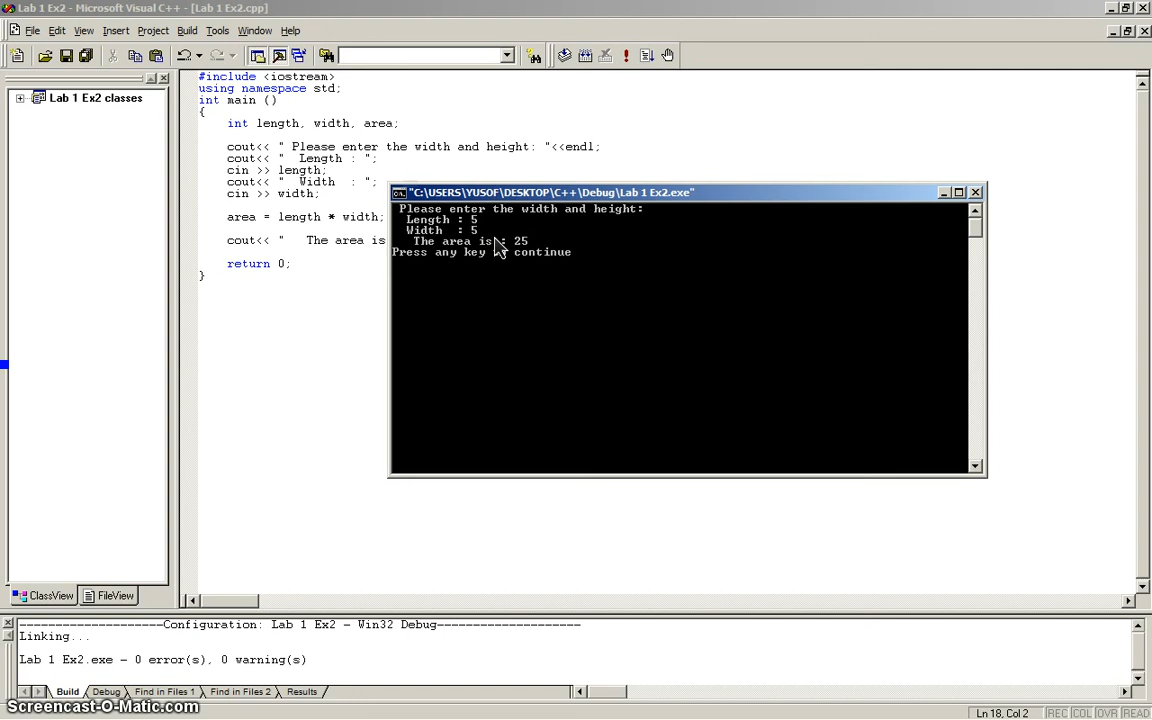 Lab 1 Ex2 - Microsoft Visual C++ - [Lab 1 Ex2.cpp]
File Edit View Insert Project Build Tools Window Help
Lab 1 Ex2 classes
#include <iostream>
using namespace std;
int main ()
{
int length, width, area;
cout<< " Please enter the width and height: "<<endl;
cout<< "  Length : ";
cin >> length;
cout<< "  Width  : ";
cin >> width;
area = length * width;
cout<< "   The area is
return 0;
}
"C:\USERS\YUSOF\DESKTOP\C++\Debug\Lab 1 Ex2.exe"
Please enter the width and height:
Length : 5
Width  : 5
The area is : 25
Press any key to continue
ClassView FileView
--------------------Configuration: Lab 1 Ex2 - Win32 Debug--------------------
Linking...
Lab 1 Ex2.exe - 0 error(s), 0 warning(s)
Build Debug Find in Files 1 Find in Files 2 Results
Screencast-O-Matic.com
Ln 18, Col 2 REC COL OVR READ